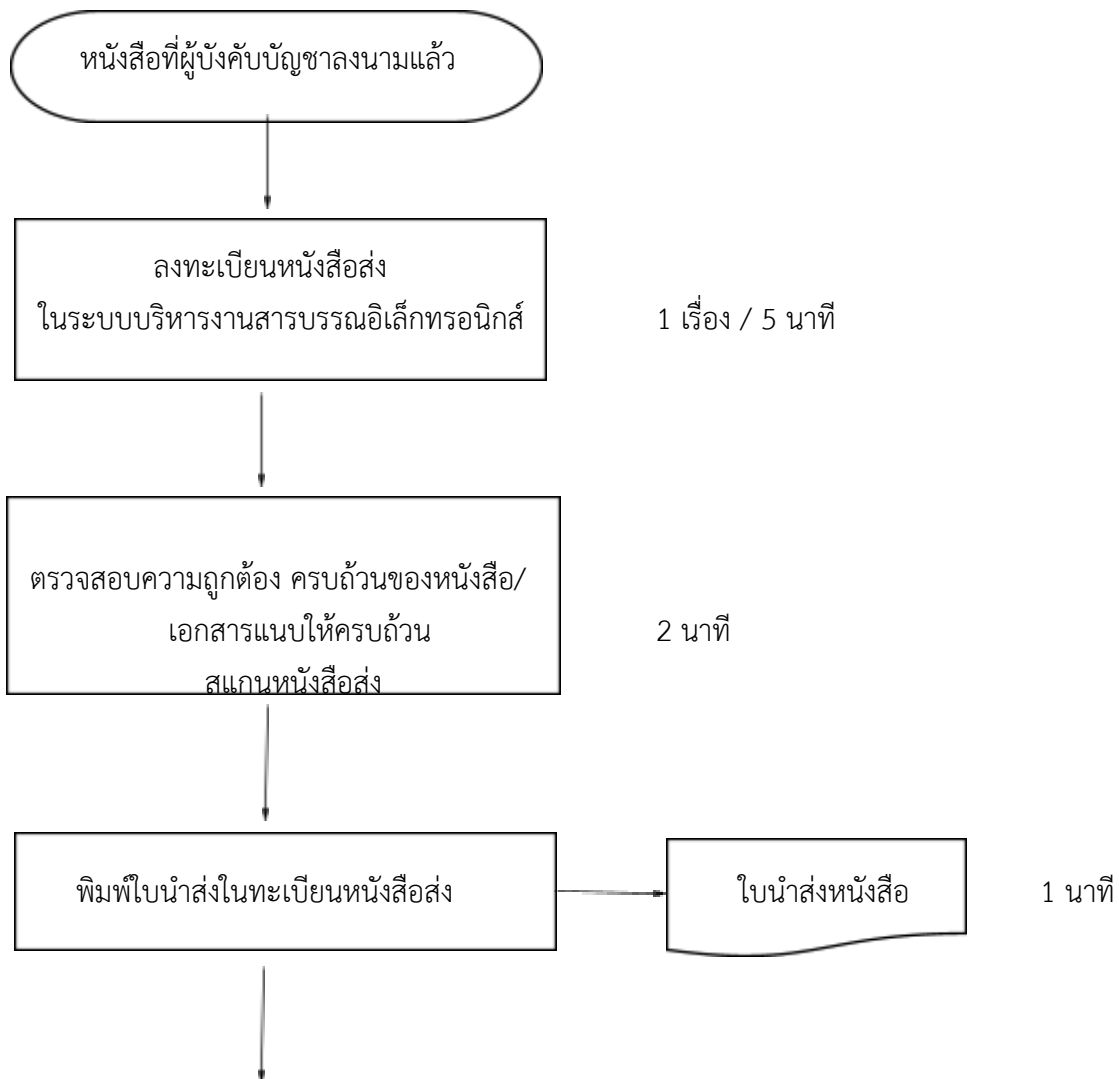 หนังสือที่ผู้บังคับบัญชาลงนามแล้ว
ลงทะเบียนหนังสือส่ง
ในระบบบริหารงานสารบรรณอิเล็กทรอนิกส์
1 เรื่อง / 5 นาที
ตรวจสอบความถูกต้อง ครบถ้วนของหนังสือ/
เอกสารแนบให้ครบถ้วน
สแกนหนังสือส่ง
2 นาที
พิมพ์ใบนำส่งในทะเบียนหนังสือส่ง
ใบนำส่งหนังสือ
1 นาที